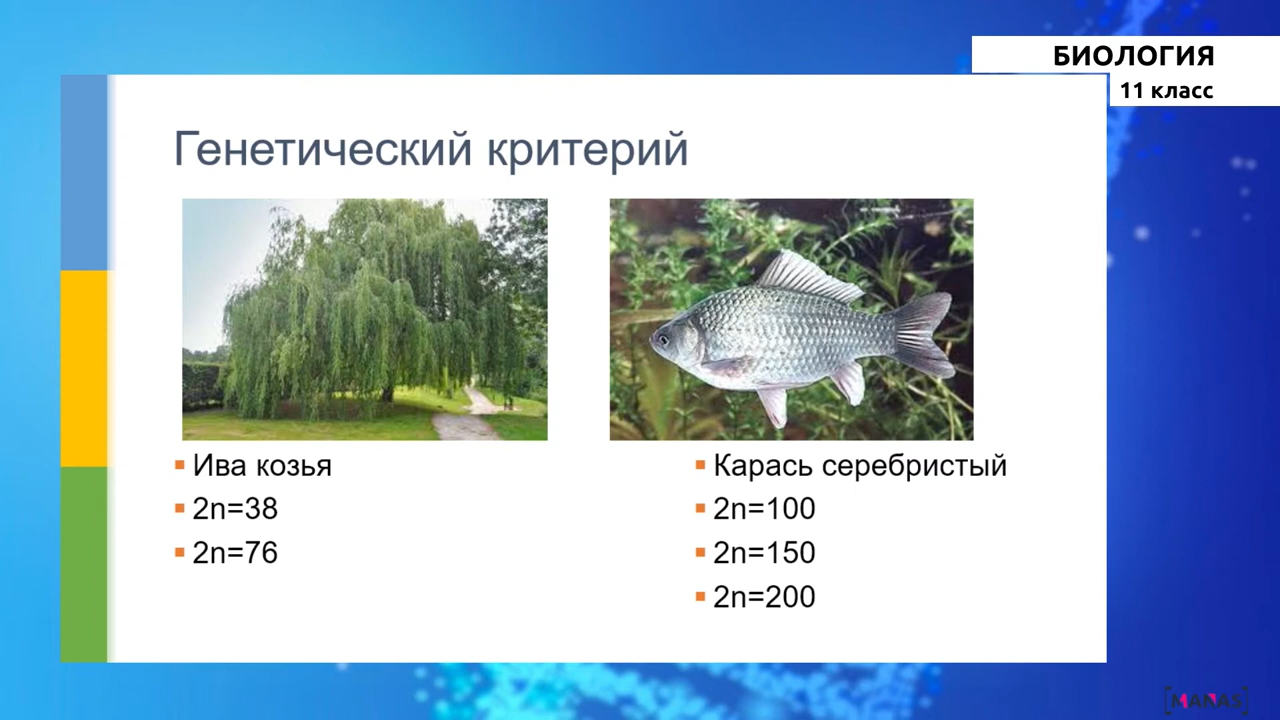 БИОЛОГИЯ
11 класс
Генетический критерий
Ива козья
2n=38
2n=76
Карась серебристый
2n=100
2n=150
2n=200
[MANAS]